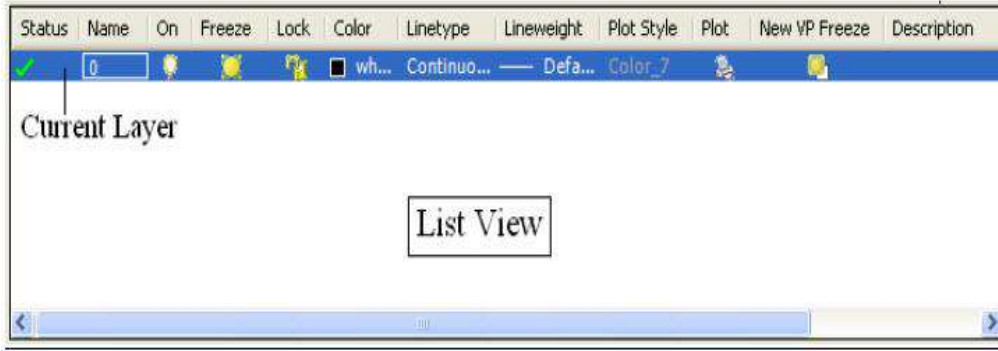 Status Name On Freeze Lock Color Linetype Lineweight Plot Style Plot New VP Freeze Description
0 wh... Continuo... Defa... Color_7
Current Layer
List View